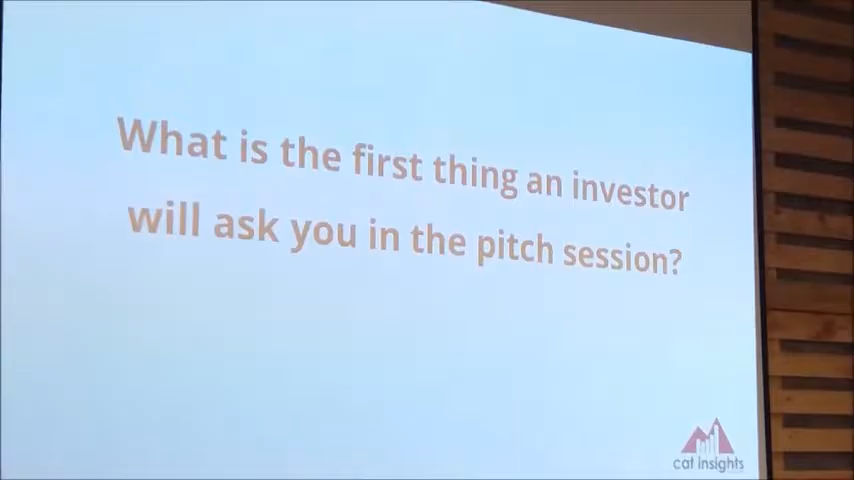 What is the first thing an investor
will ask you in the pitch session?
cat insights